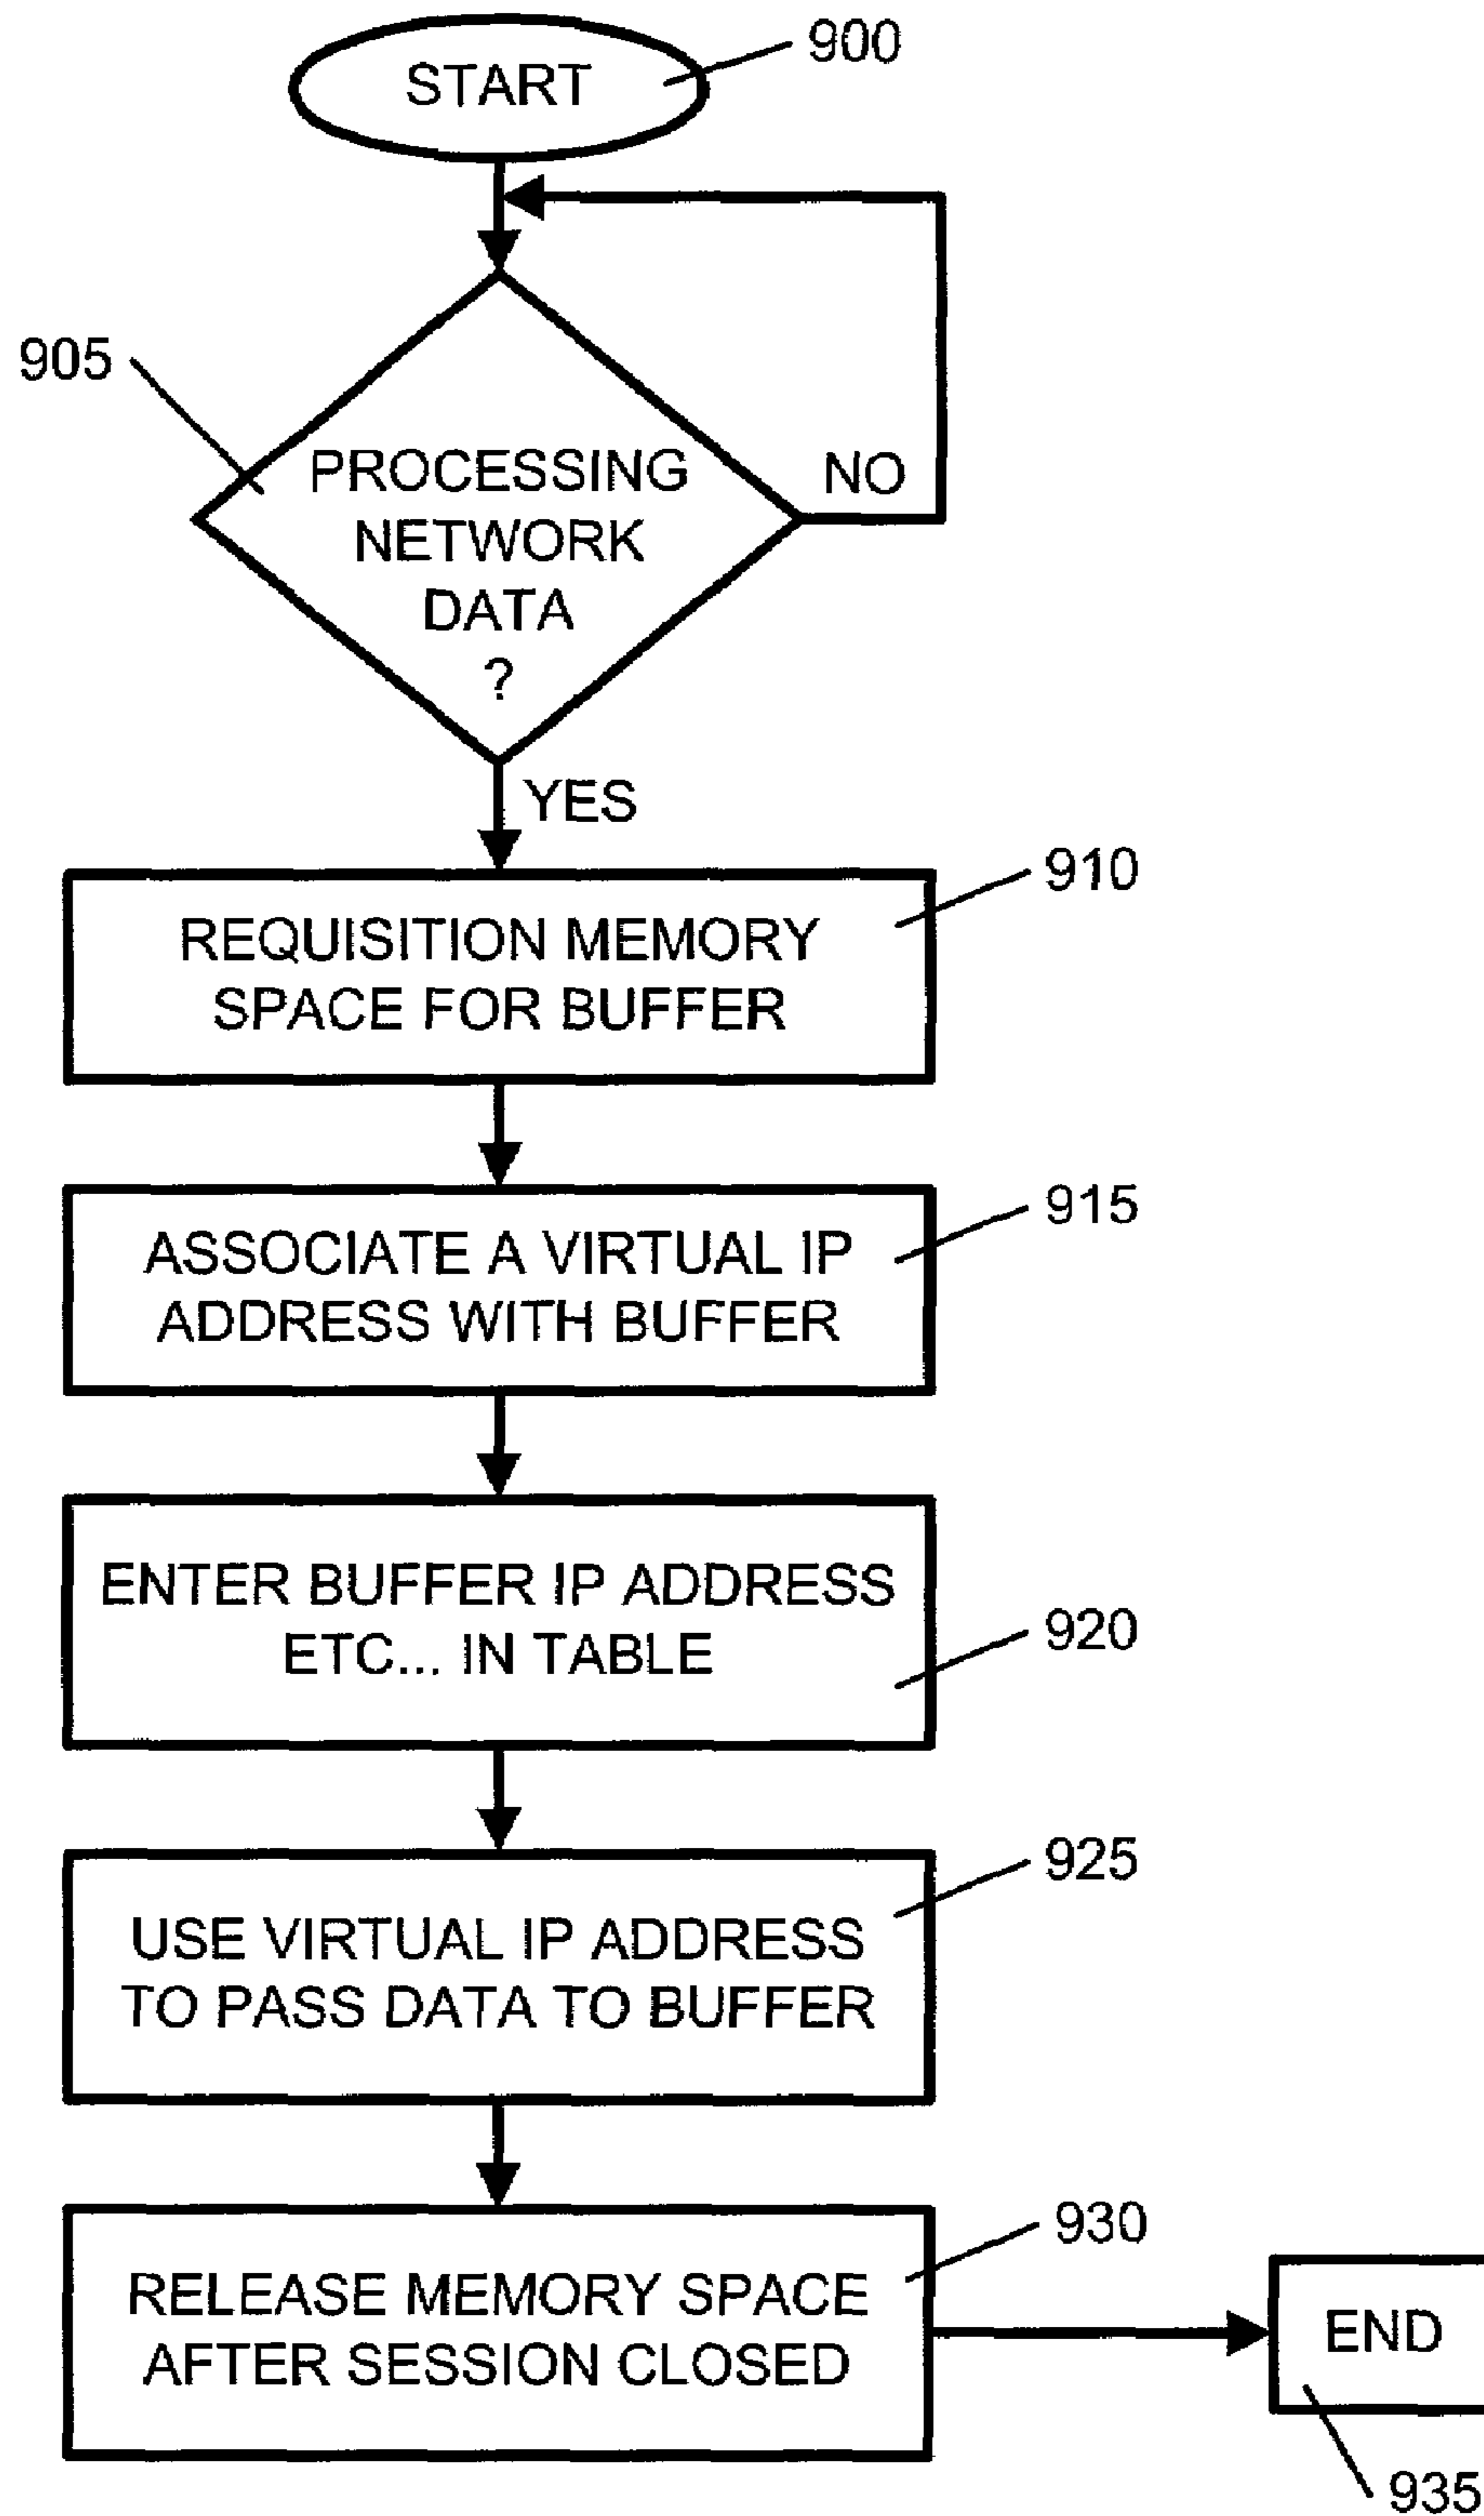 START
900
905
PROCESSING
NETWORK
DATA
?
NO
YES
910
REQUISITION MEMORY
SPACE FOR BUFFER
915
ASSOCIATE A VIRTUAL IP
ADDRESS WITH BUFFER
ENTER BUFFER IP ADDRESS
ETC... IN TABLE
920
925
USE VIRTUAL IP ADDRESS
TO PASS DATA TO BUFFER
930
RELEASE MEMORY SPACE
AFTER SESSION CLOSED
END
935